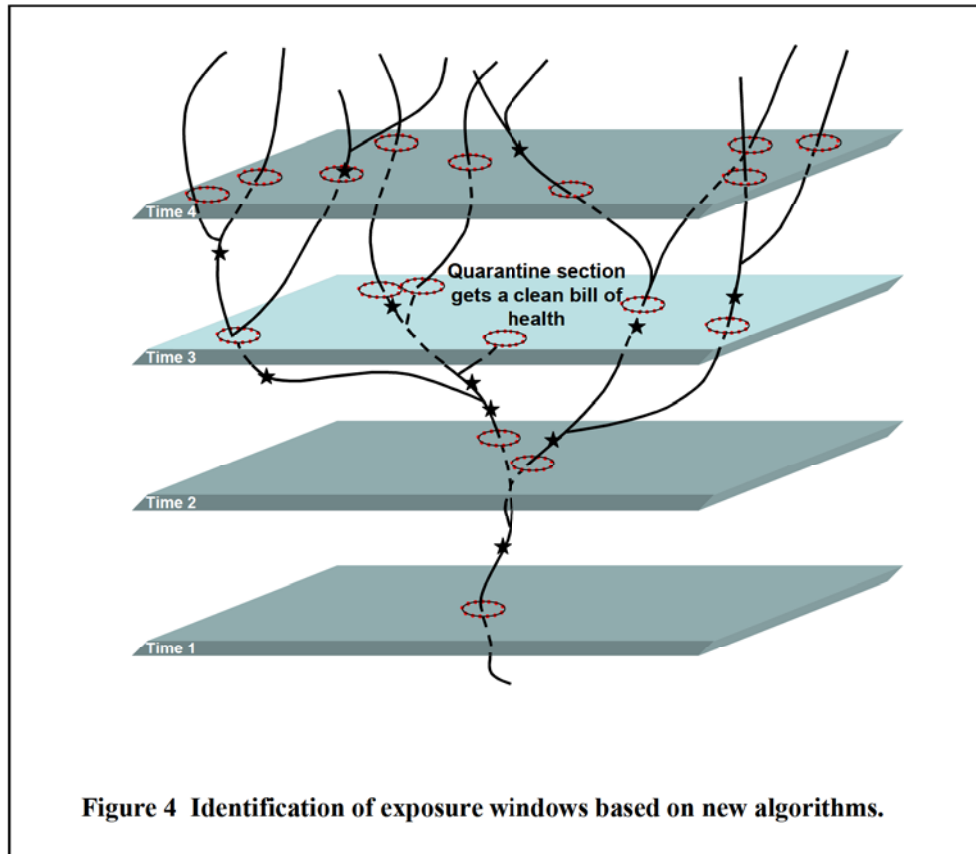 Time 4
Quarantine section
gets a clean bill of
health
Time 3
Time 2
Time 1
Figure 4  Identification of exposure windows based on new algorithms.